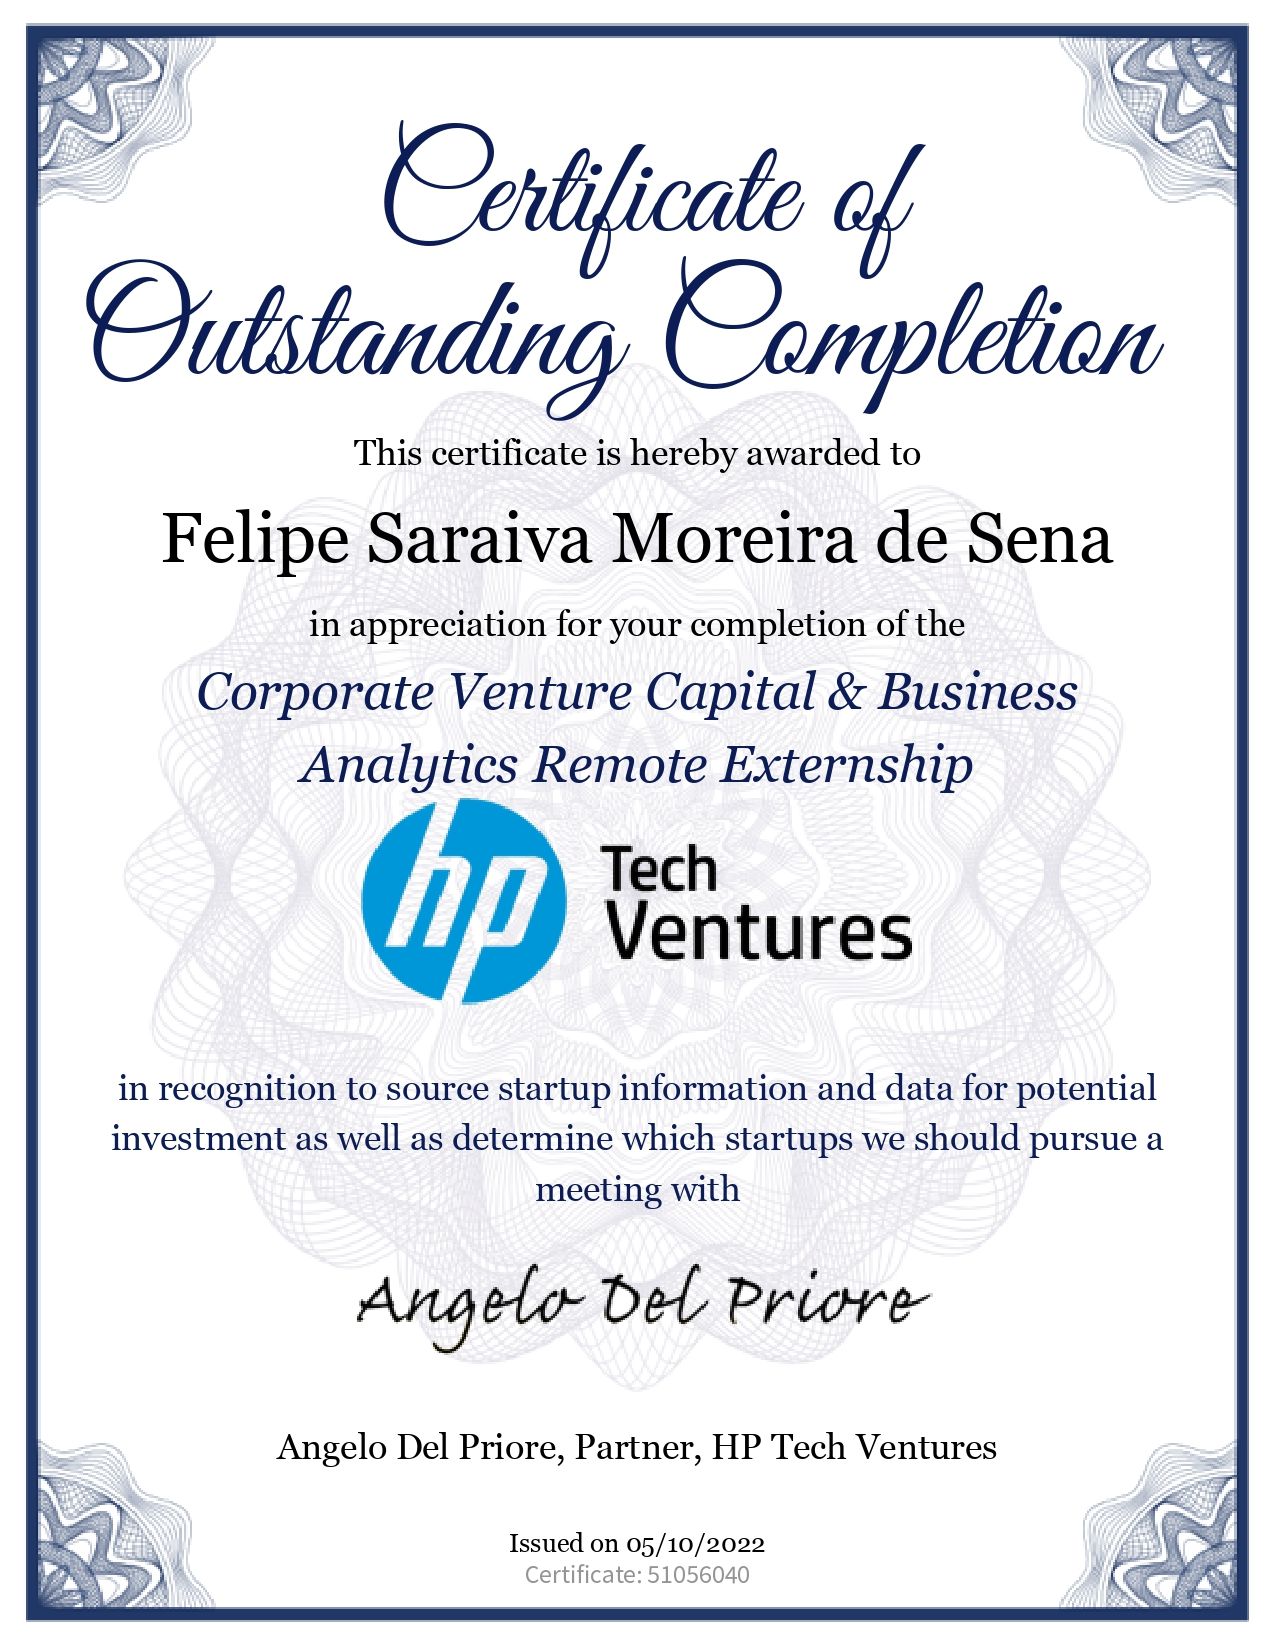 Certificate of
Outstanding Completion
This certificate is hereby awarded to
Felipe Saraiva Moreira de Sena
in appreciation for your completion of the
Corporate Venture Capital & Business
Analytics Remote Externship
hp
Tech
Ventures
in recognition to source startup information and data for potential
investment as well as determine which startups we should pursue a
meeting with
Angelo Del Priore
Angelo Del Priore, Partner, HP Tech Ventures
Issued on 05/10/2022
Certificate: 51056040